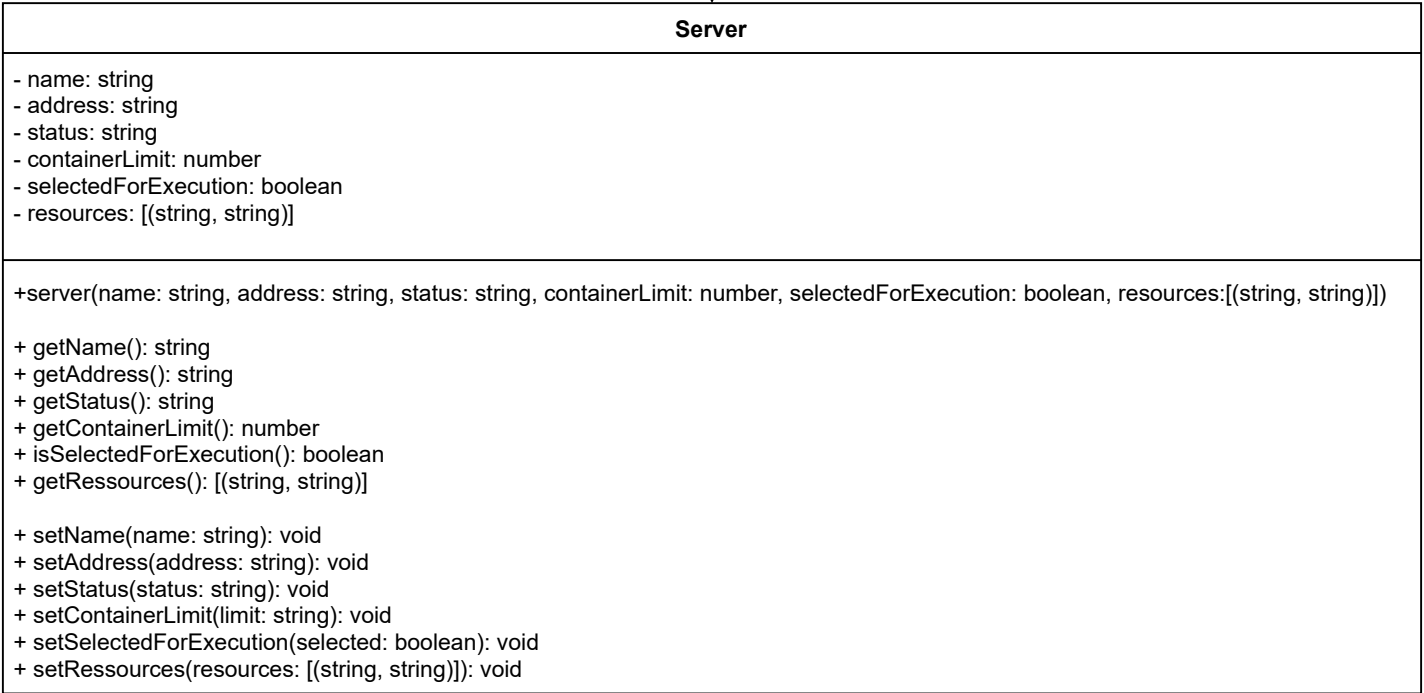 Server
- name: string
- address: string
- status: string
- containerLimit: number
- selectedForExecution: boolean
- resources: [(string, string)]
+server(name: string, address: string, status: string, containerLimit: number, selectedForExecution: boolean, resources:[(string, string)])
+ getName(): string
+ getAddress(): string
+ getStatus(): string
+ getContainerLimit(): number
+ isSelectedForExecution(): boolean
+ getRessources(): [(string, string)]
+ setName(name: string): void
+ setAddress(address: string): void
+ setStatus(status: string): void
+ setContainerLimit(limit: string): void
+ setSelectedForExecution(selected: boolean): void
+ setRessources(resources: [(string, string)]): void